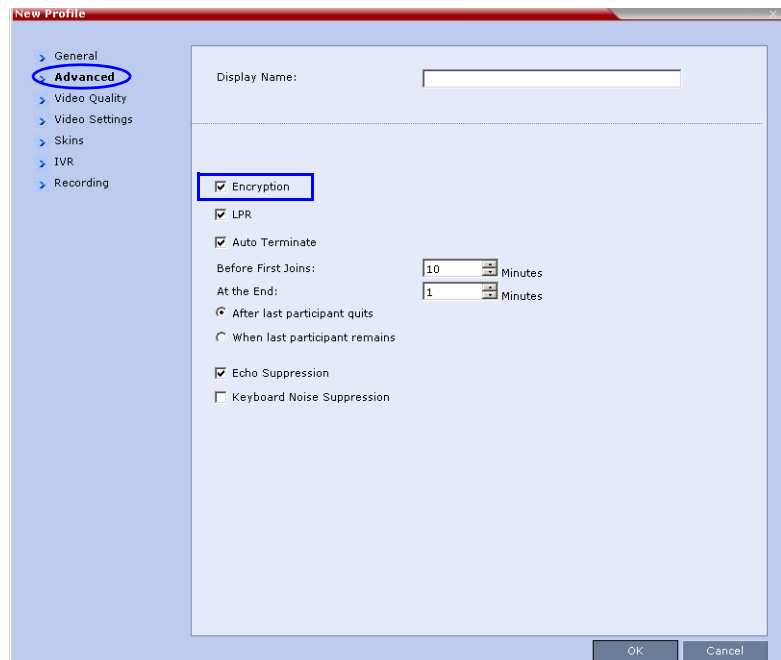 New Profile
General
Advanced
Video Quality
Video Settings
Skins
IVR
Recording
Display Name:
Encryption
LPR
Auto Terminate
Before First Joins: 10 Minutes
At the End: 1 Minutes
After last participant quits
When last participant remains
Echo Suppression
Keyboard Noise Suppression
OK Cancel